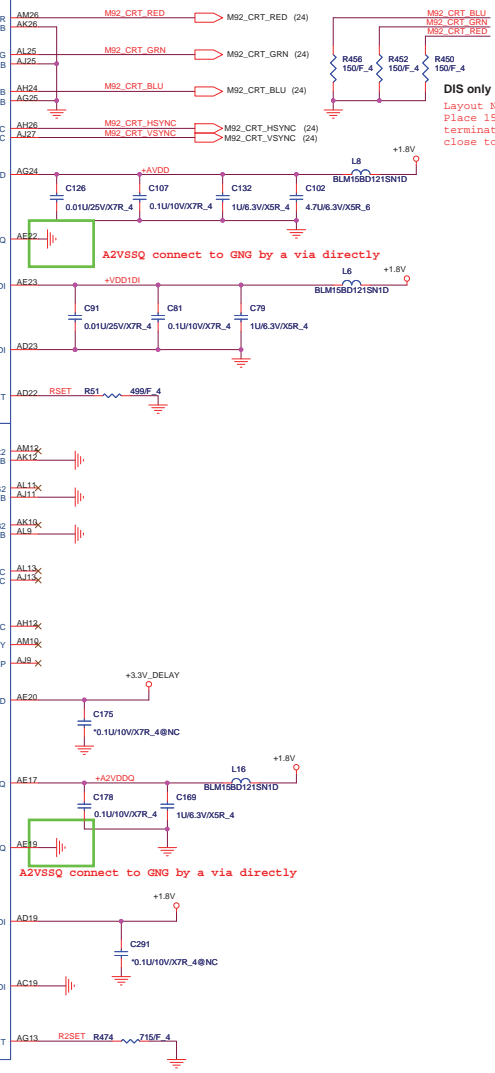 R AM26 M92_CRT_RED M92_CRT_RED (24)
B AK26
M92_CRT_BLU
M92_CRT_GRN
M92_CRT_RED
G AL25 M92_CRT_GRN M92_CRT_GRN (24)
B AJ25
R456 R452 R450
150/F_4 150/F_4 150/F_4
B AH24 M92_CRT_BLU M92_CRT_BLU (24)
B AG25
DIS only
Layout N
Place 15
terminat
close to
C AH26 M92_CRT_HSYNC M92_CRT_HSYNC (24)
C AJ27 M92_CRT_VSYNC M92_CRT_VSYNC (24)
+1.8V
L8
D AG24 +AVDD BLM15BD121SN1D
C126 C107 C132 C102
0.01U/25V/X7R_4 0.1U/10V/X7R_4 1U/6.3V/X5R_4 4.7U/6.3V/X5R_6
Q AE22
A2VSSQ connect to GNG by a via directly
+1.8V
L6
DI AE23 +VDD1DI BLM15BD121SN1D
C91 C81 C79
0.01U/25V/X7R_4 0.1U/10V/X7R_4 1U/6.3V/X5R_4
DI AD23
T AD22 RSET R51 499/F_4
2 AM12
B AK12
G2 AL11
B AJ11
B2 AK10
B AL9
C AL13
C AJ13
C AH12
Y AM10
P AJ9
+3.3V_DELAY
D AE20
C175
*0.1U/10V/X7R_4@NC
+1.8V
L16
Q AE17 +A2VDDQ BLM15BD121SN1D
C178 C169
0.1U/10V/X7R_4 1U/6.3V/X5R_4
Q AE19
A2VSSQ connect to GNG by a via directly
+1.8V
DI AD19
C291
*0.1U/10V/X7R_4@NC
DI AC19
T AG13 R2SET R474 715/F_4